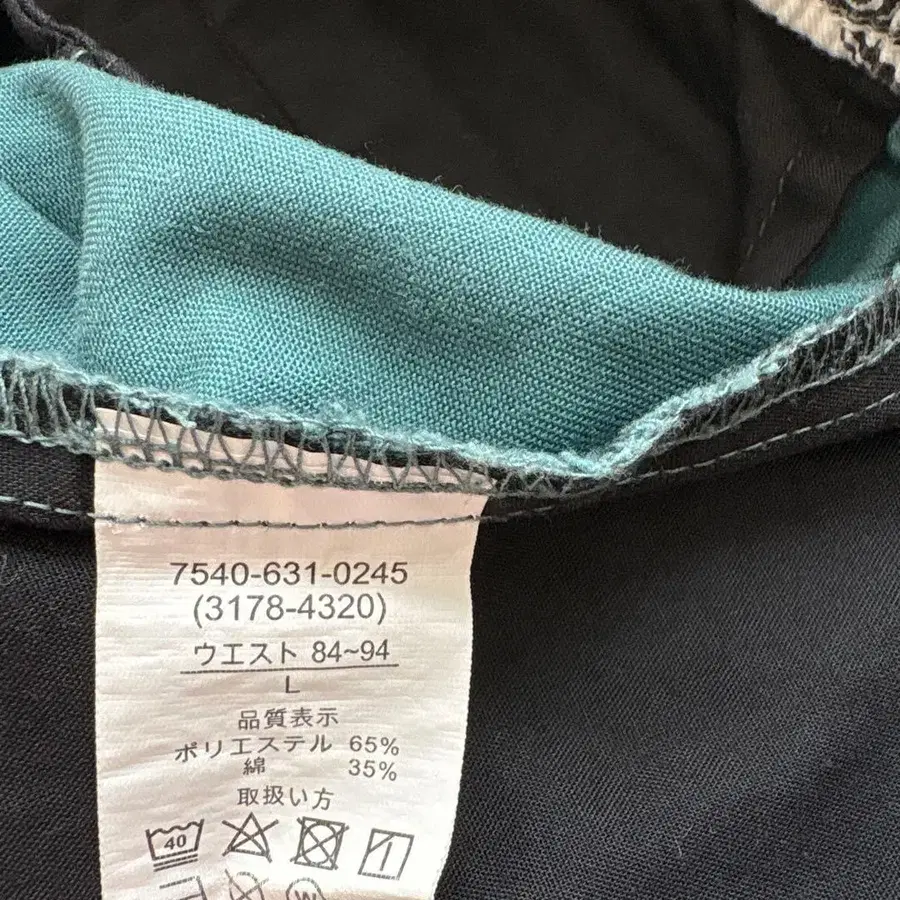 7540-631-0245
(3178-4320)
ウエスト 84~94
L
品質表示
ポリエステル 65%
綿 35%
取扱い方
40
W